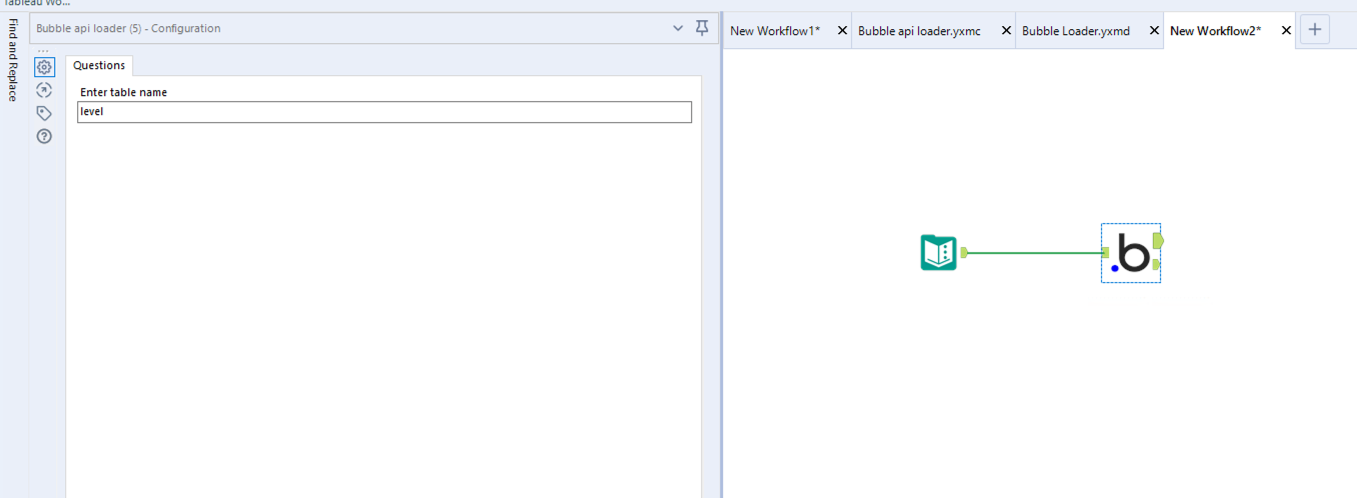 Tableau Wo...
Find and Replace
Bubble api loader (5) - Configuration
Questions
Enter table name
level
New Workflow1*
Bubble api loader.yxmc
Bubble Loader.yxmd
New Workflow2*
.b